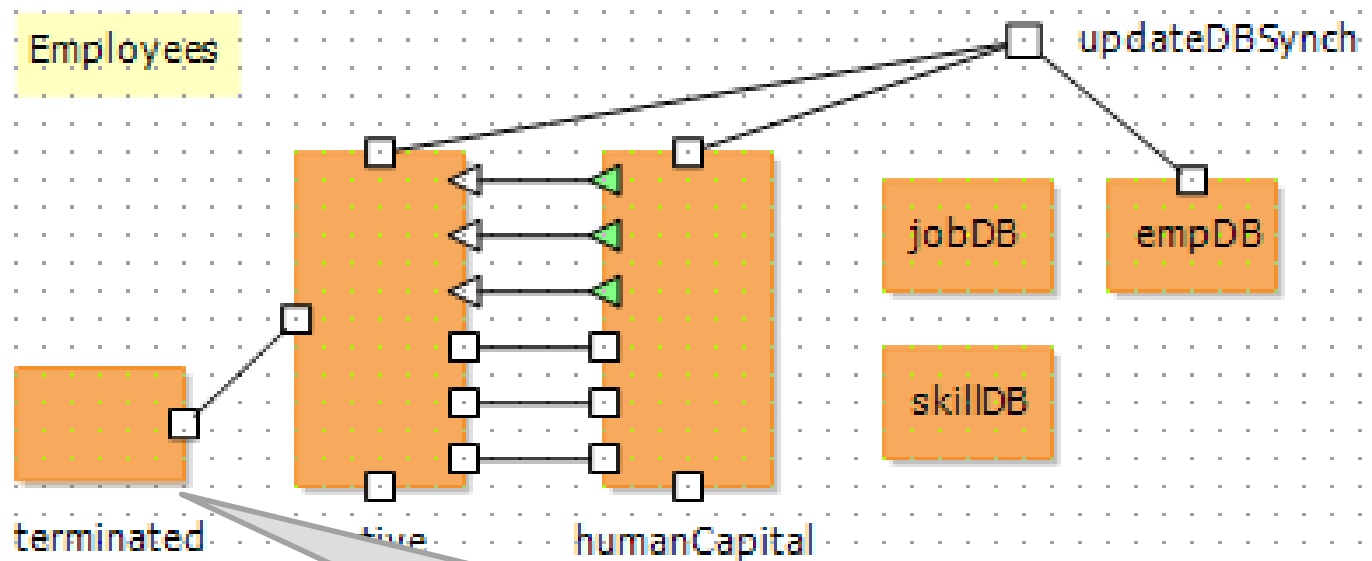 Employees
updateDBSynch
jobDB
empDB
skillDB
terminated
humanCapital